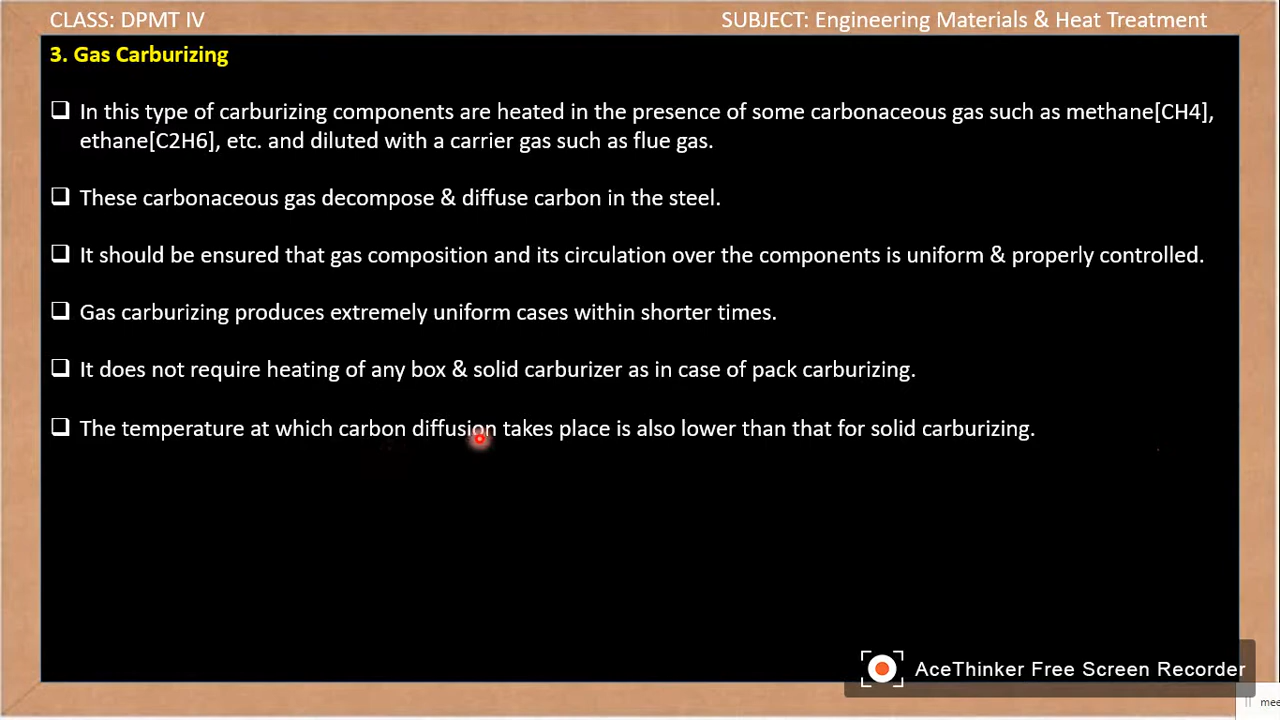 CLASS: DPMT IV
SUBJECT: Engineering Materials & Heat Treatment
3. Gas Carburizing
❑ In this type of carburizing components are heated in the presence of some carbonaceous gas such as methane[CH4],
ethane[C2H6], etc. and diluted with a carrier gas such as flue gas.
❑ These carbonaceous gas decompose & diffuse carbon in the steel.
❑ It should be ensured that gas composition and its circulation over the components is uniform & properly controlled.
❑ Gas carburizing produces extremely uniform cases within shorter times.
❑ It does not require heating of any box & solid carburizer as in case of pack carburizing.
❑ The temperature at which carbon diffusion takes place is also lower than that for solid carburizing.
AceThinker Free Screen Recorder